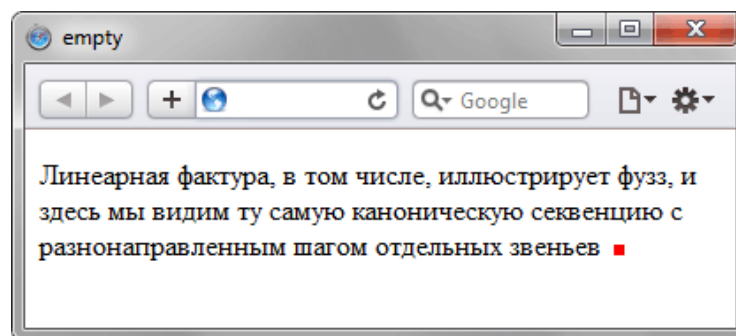 empty
Google
Линеарная фактура, в том числе, иллюстрирует фузз, и
здесь мы видим ту самую каноническую секвенцию с
разнонаправленным шагом отдельных звеньев